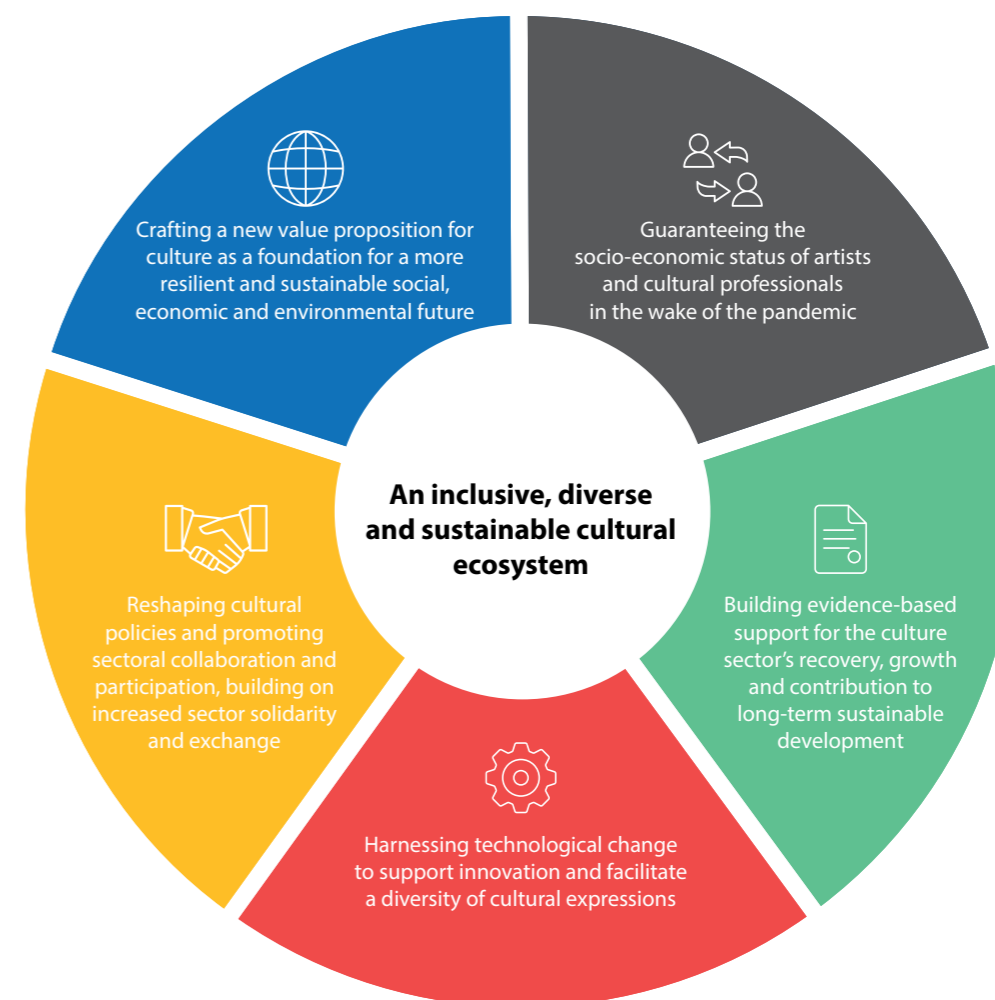 Crafting a new value proposition for
culture as a foundation for a more
resilient and sustainable social,
economic and environmental future
Guaranteeing the
socio-economic status of artists
and cultural professionals
in the wake of the pandemic
An inclusive, diverse
and sustainable cultural
ecosystem
Reshaping cultural
policies and promoting
sectoral collaboration and
participation, building on
increased sector solidarity
and exchange
Building evidence-based
support for the culture
sector’s recovery, growth
and contribution to
long-term sustainable
development
Harnessing technological change
to support innovation and facilitate
a diversity of cultural expressions